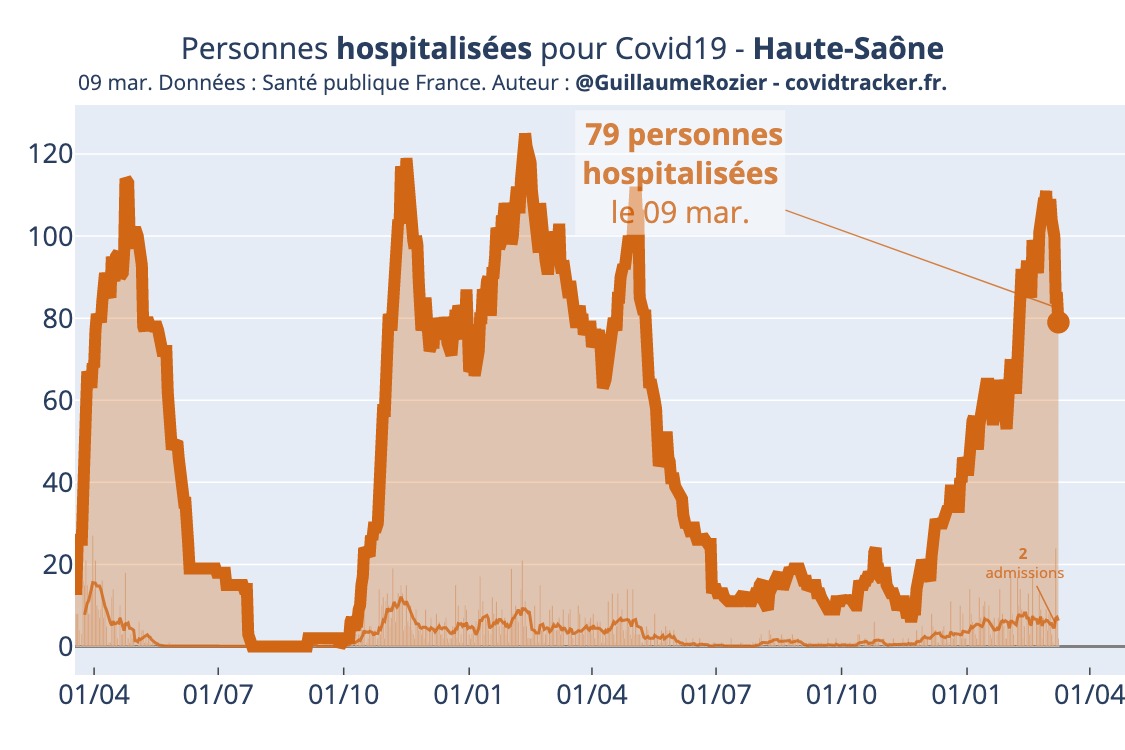 Personnes hospitalisées pour Covid19 - Haute-Saône
09 mar. Données : Santé publique France. Auteur : @GuillaumeRozier - covidtracker.fr.
79 personnes
hospitalisées
le 09 mar.
120
100
80
60
40
20
0
2
admissions
01/04
01/07
01/10
01/01
01/04
01/07
01/10
01/01
01/04